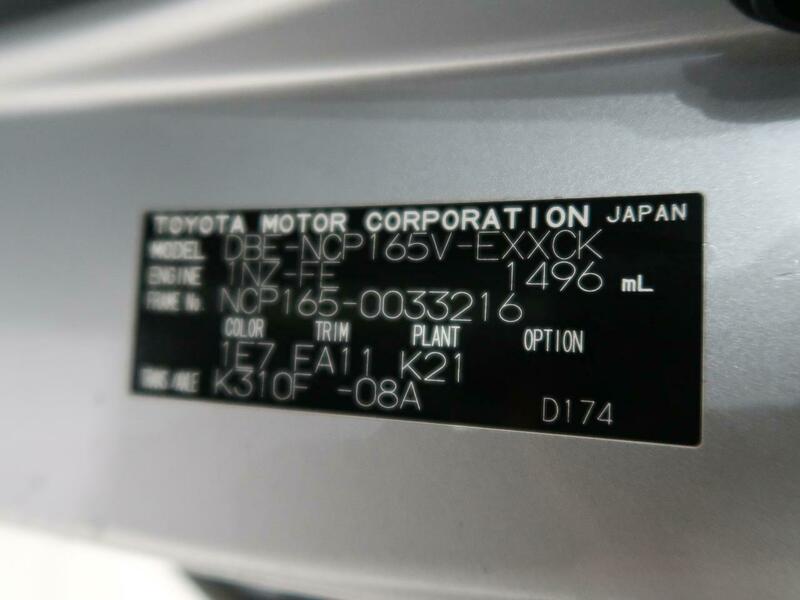 TOYOTA MOTOR CORPORATION JAPAN
MODEL DBE-NCP165V-EXXCK
ENGINE 1NZ-FE 1496 mL
FRAME No. NCP165-0033216
COLOR TRIM PLANT OPTION
1E7 FA11 K21
TRANS AXLE K310F -08A
D174